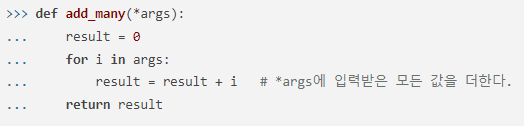 >>> def add_many(*args):
...     result = 0
...     for i in args:
...         result = result + i   # *args에 입력받은 모든 값을 더한다.
...     return result